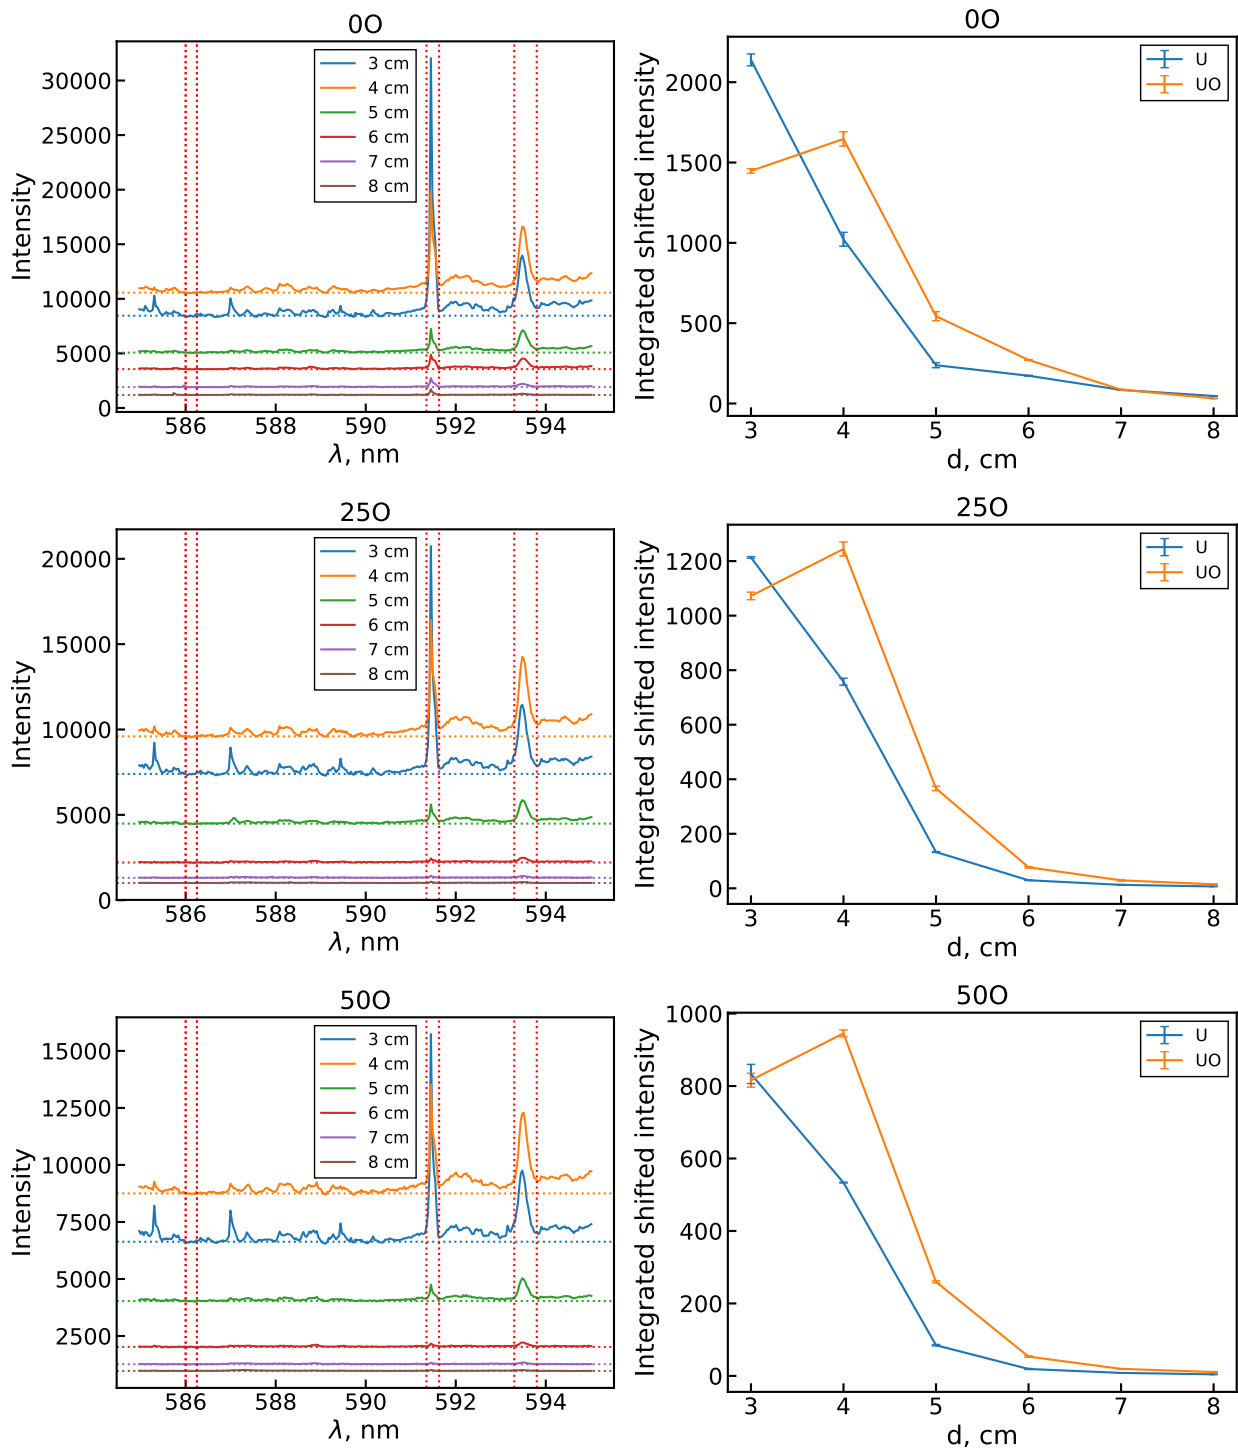 0O
Intensity
30000
25000
20000
15000
10000
5000
0
3 cm
4 cm
5 cm
6 cm
7 cm
8 cm
586 588 590 592 594
λ, nm
0O
Integrated shifted intensity
2000
1500
1000
500
0
U
UO
3 4 5 6 7 8
d, cm
25O
Intensity
20000
15000
10000
5000
0
3 cm
4 cm
5 cm
6 cm
7 cm
8 cm
586 588 590 592 594
λ, nm
25O
Integrated shifted intensity
1200
1000
800
600
400
200
0
U
UO
3 4 5 6 7 8
d, cm
50O
Intensity
15000
12500
10000
7500
5000
2500
3 cm
4 cm
5 cm
6 cm
7 cm
8 cm
586 588 590 592 594
λ, nm
50O
Integrated shifted intensity
1000
800
600
400
200
0
U
UO
3 4 5 6 7 8
d, cm